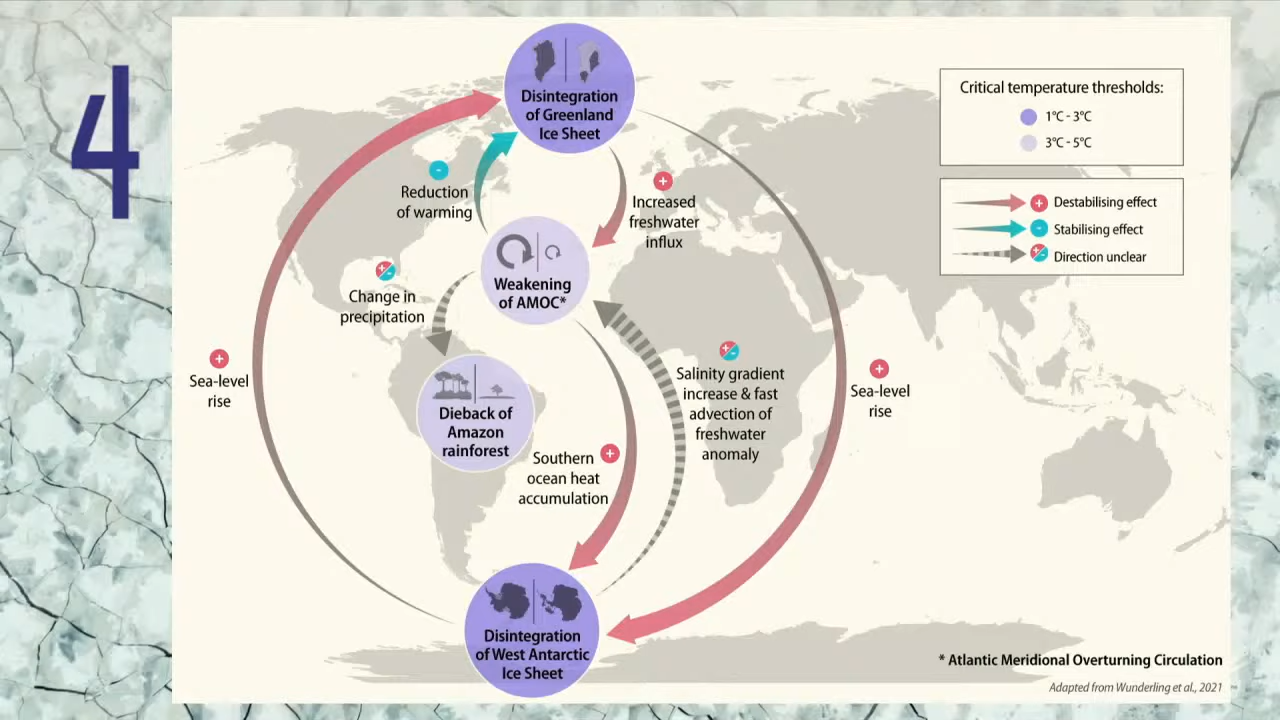 4
Disintegration
of Greenland
Ice Sheet
Critical temperature thresholds:
1°C - 3°C
3°C - 5°C
+ Destabilising effect
- Stabilising effect
+/- Direction unclear
-
Reduction
of warming
+
Increased
freshwater
influx
Weakening
of AMOC*
+/-
Change in
precipitation
+
Sea-level
rise
Dieback of
Amazon
rainforest
+/-
Salinity gradient
increase & fast
advection of
freshwater
anomaly
+
Sea-level
rise
Southern +
ocean heat
accumulation
Disintegration
of West Antarctic
Ice Sheet
* Atlantic Meridional Overturning Circulation
Adapted from Wunderling et al., 2021